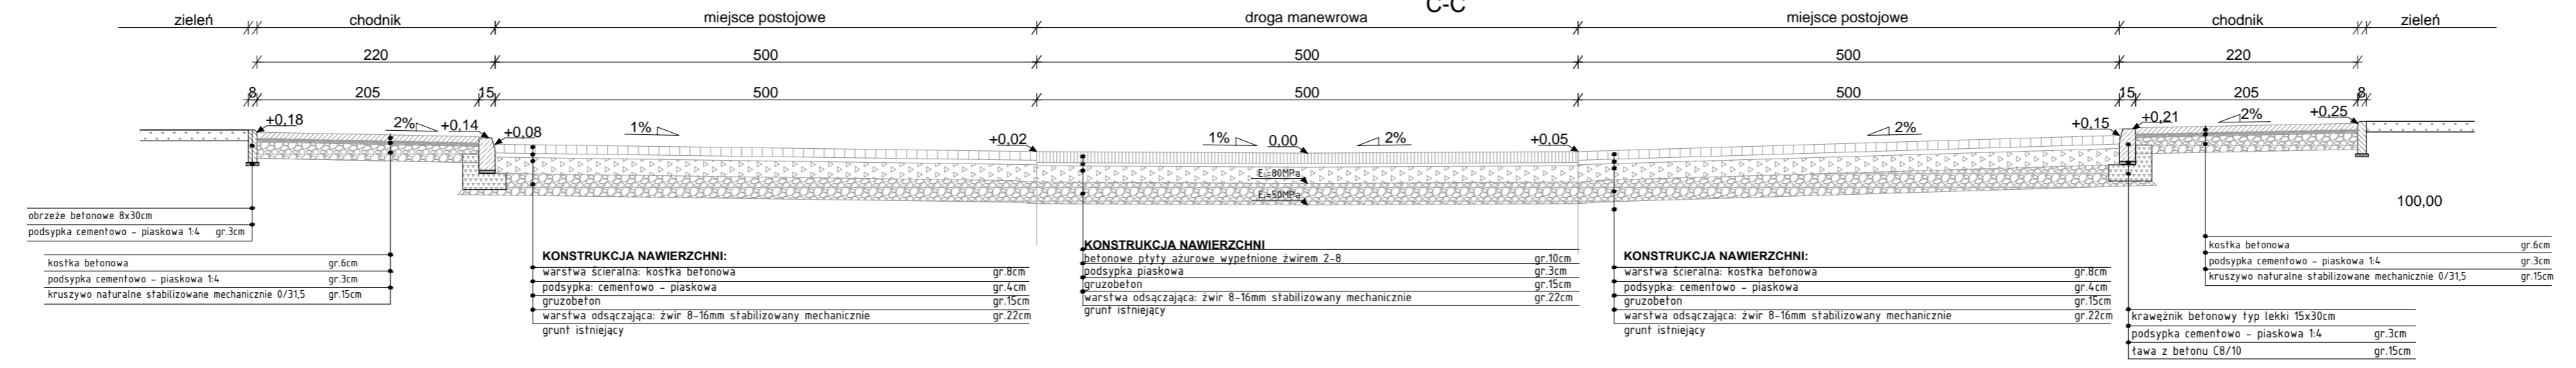 C-C
zieleń chodnik miejsce postojowe droga manewrowa miejsce postojowe chodnik zieleń
220 500 500 500 220
8 205 15 500 500 500 15 205 8
+0,18 2% +0,14 +0,08 1% +0,02 1% 0,00 2% +0,05 2% +0,15 +0,21 2% +0,25
E₂=80MPa
E₂=50MPa
100,00
obrzeże betonowe 8x30cm
podsypka cementowo - piaskowa 1:4 gr.3cm
kostka betonowa gr.6cm
podsypka cementowo - piaskowa 1:4 gr.3cm
kruszywo naturalne stabilizowane mechanicznie 0/31,5 gr.15cm
KONSTRUKCJA NAWIERZCHNI:
warstwa ścieralna: kostka betonowa gr.8cm
podsypka: cementowo - piaskowa gr.4cm
gruzobeton gr.15cm
warstwa odsączająca: żwir 8-16mm stabilizowany mechanicznie gr.22cm
grunt istniejący
KONSTRUKCJA NAWIERZCHNI
betonowe płyty ażurowe wypełnione żwirem 2-8 gr.10cm
podsypka piaskowa gr.3cm
gruzobeton gr.15cm
warstwa odsączająca: żwir 8-16mm stabilizowany mechanicznie gr.22cm
grunt istniejący
KONSTRUKCJA NAWIERZCHNI:
warstwa ścieralna: kostka betonowa gr.8cm
podsypka: cementowo - piaskowa gr.4cm
gruzobeton gr.15cm
warstwa odsączająca: żwir 8-16mm stabilizowany mechanicznie gr.22cm
grunt istniejący
kostka betonowa gr.6cm
podsypka cementowo - piaskowa 1:4 gr.3cm
kruszywo naturalne stabilizowane mechanicznie 0/31,5 gr.15cm
krawężnik betonowy typ lekki 15x30cm
podsypka cementowo - piaskowa 1:4 gr.3cm
ława z betonu C8/10 gr.15cm